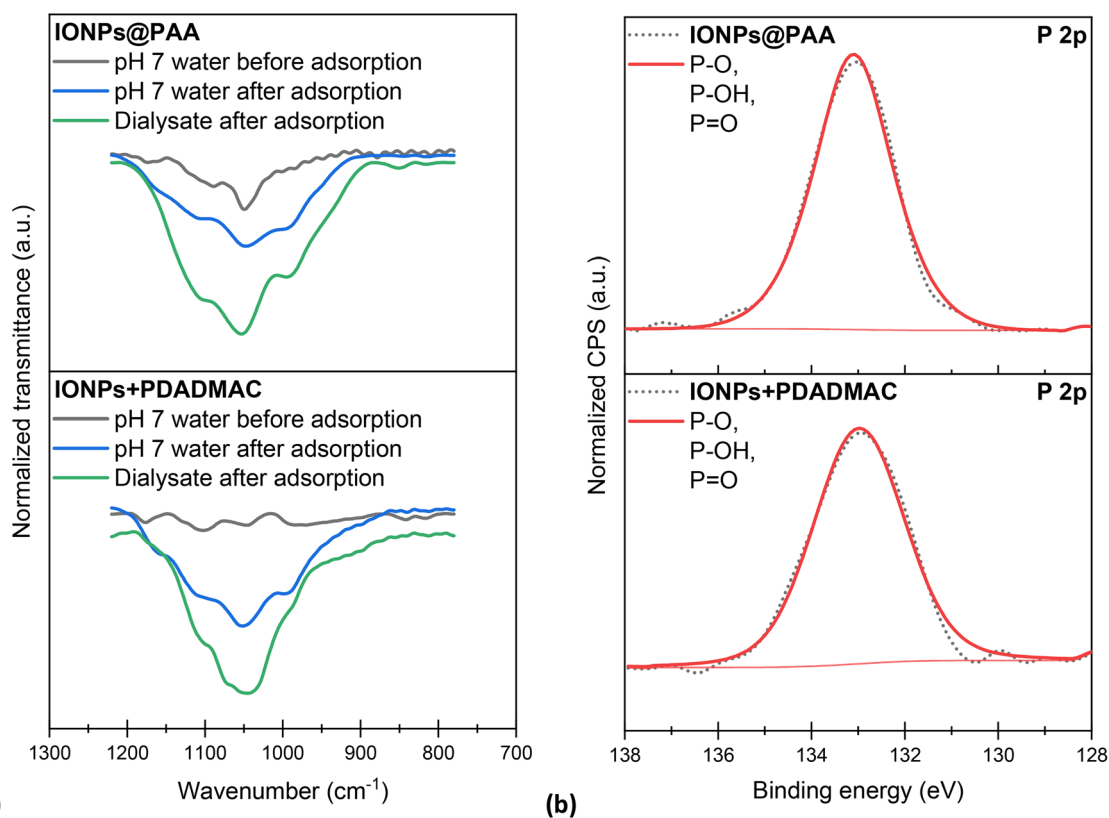 IONPs@PAA
pH 7 water before adsorption
pH 7 water after adsorption
Dialysate after adsorption
IONPs+PDADMAC
pH 7 water before adsorption
pH 7 water after adsorption
Dialysate after adsorption
Normalized transmittance (a.u.)
1300 1200 1100 1000 900 800 700
Wavenumber (cm⁻¹)
(b)
IONPs@PAA P 2p
P-O,
P-OH,
P=O
IONPs+PDADMAC P 2p
P-O,
P-OH,
P=O
Normalized CPS (a.u.)
138 136 134 132 130 128
Binding energy (eV)